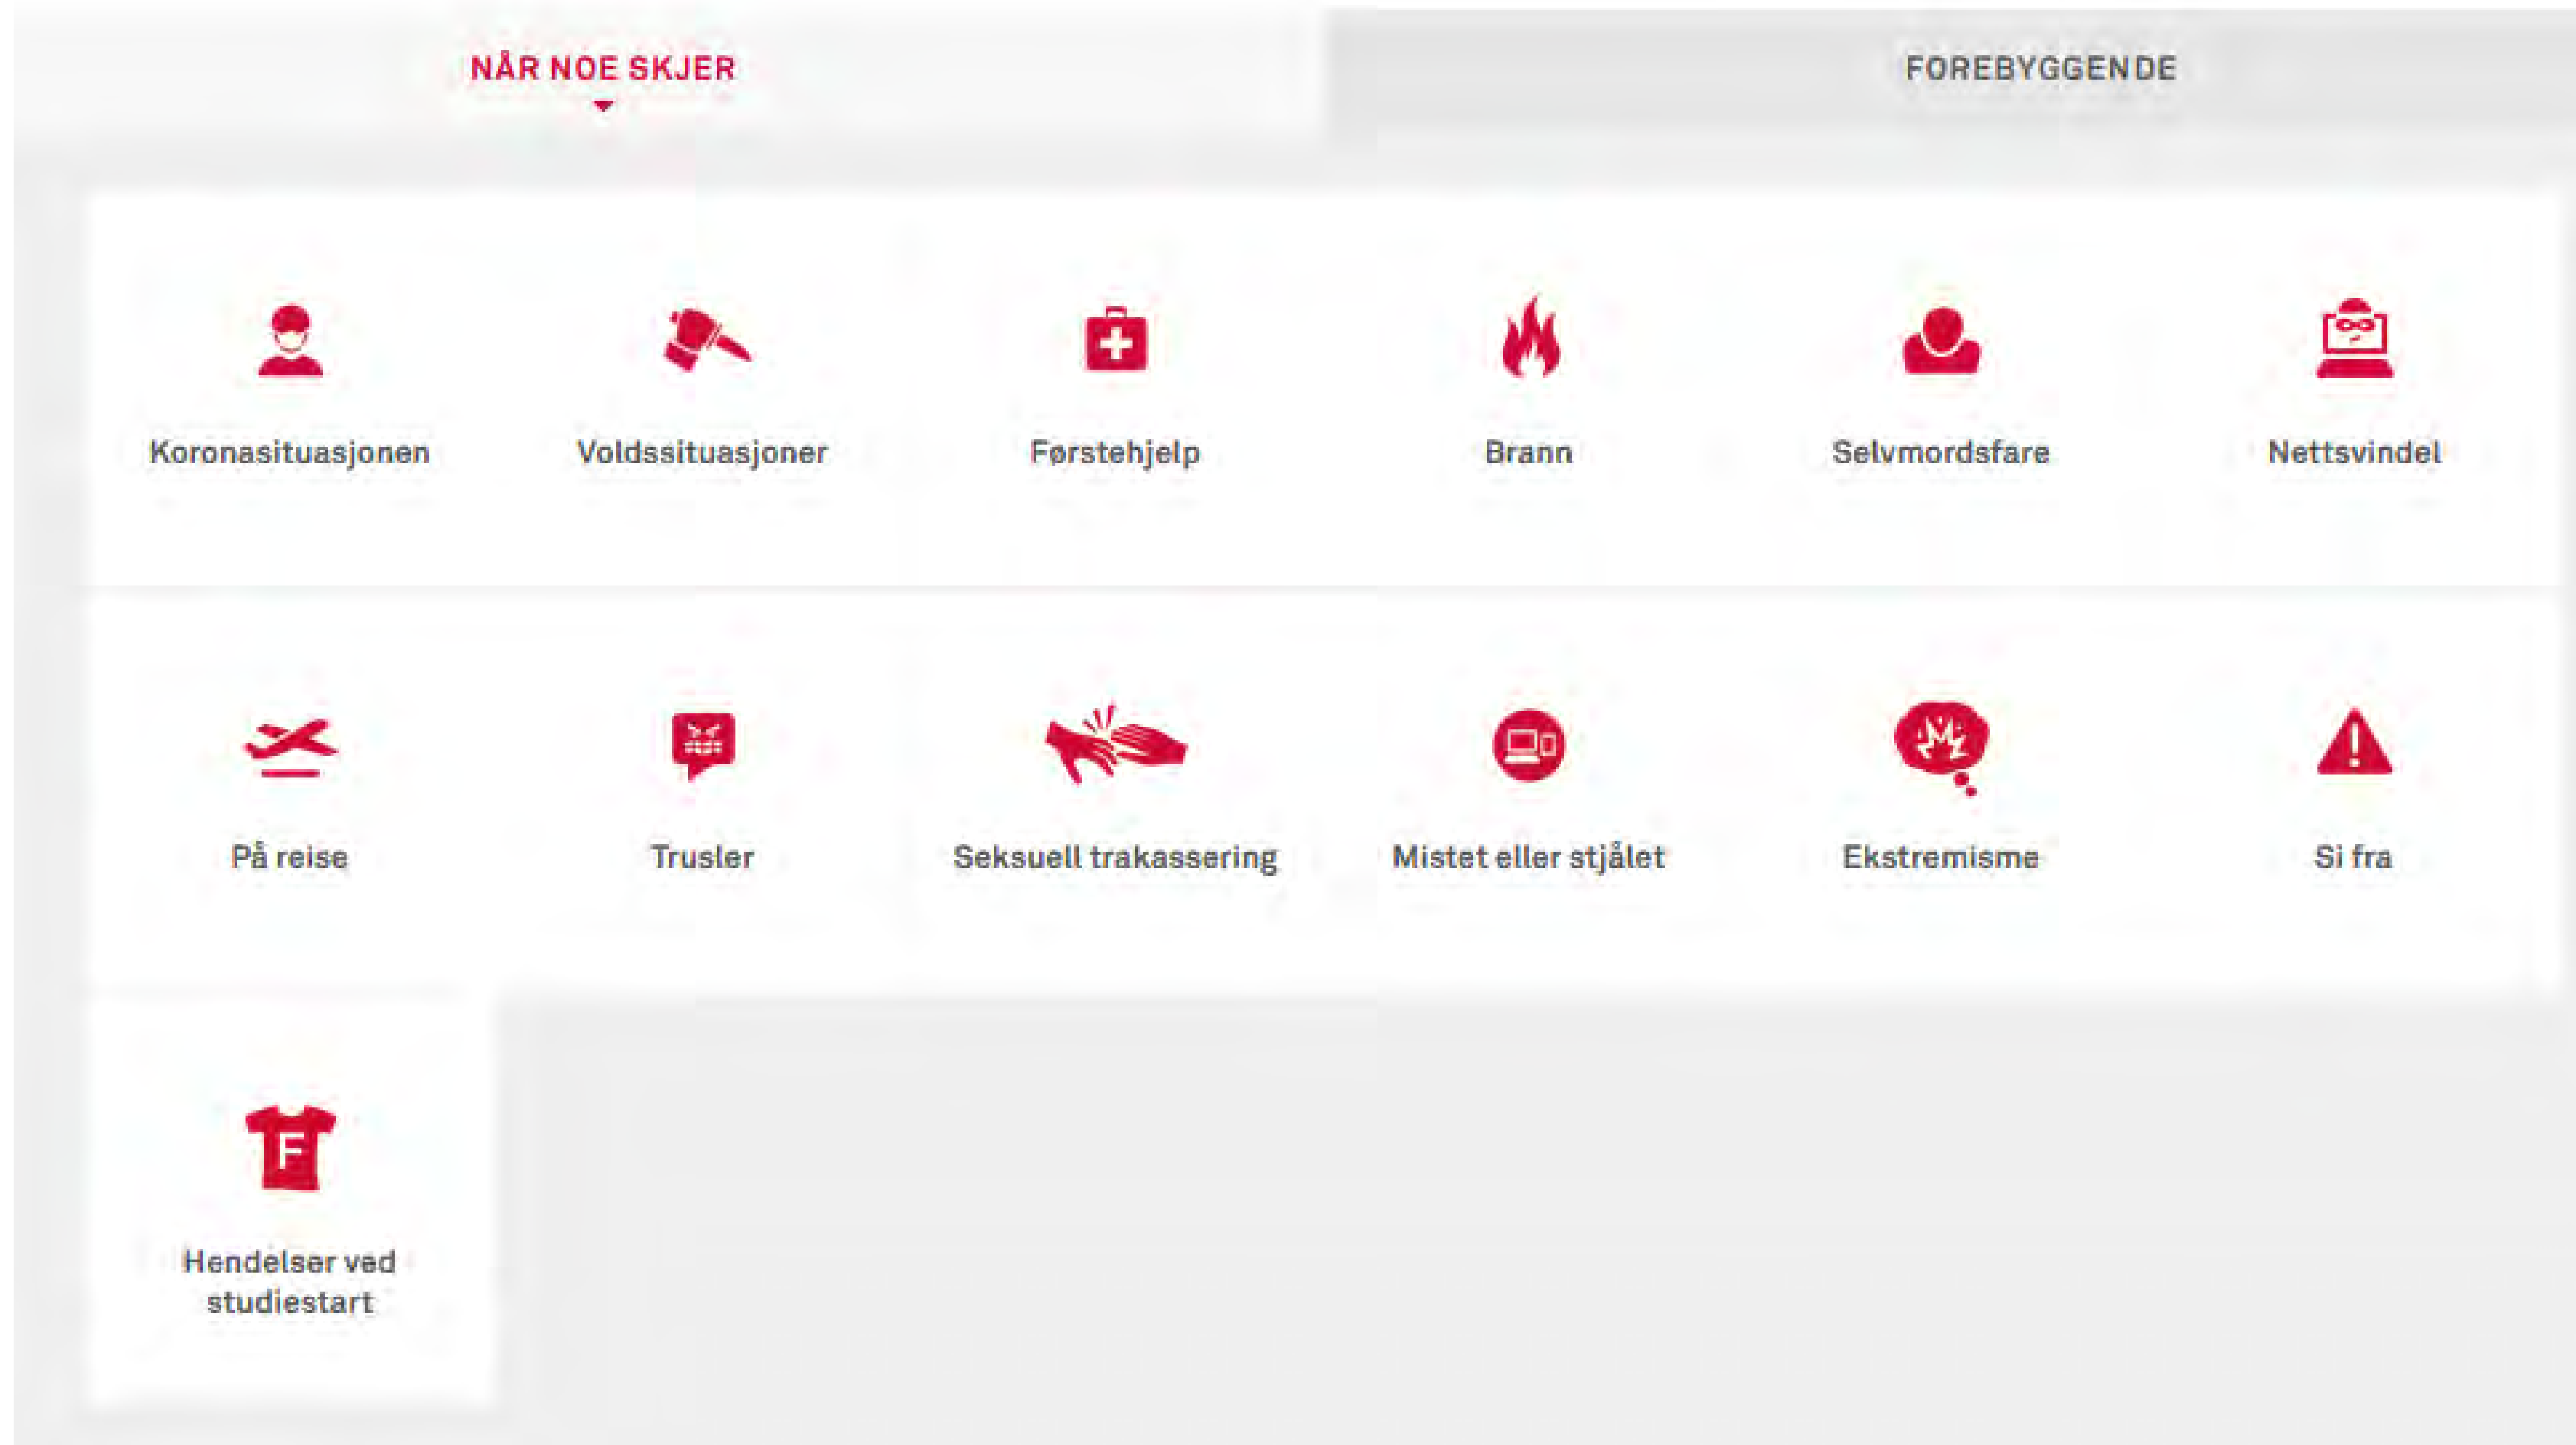 NÅR NOE SKJER
FOREBYGGENDE
Koronasituasjonen
Voldssituasjoner
Førstehjelp
Brann
Selvmordsfare
Nettsvindel
På reise
Trusler
Seksuell trakassering
Mistet eller stjålet
Ekstremisme
Si fra
F
Hendelser ved
studiestart